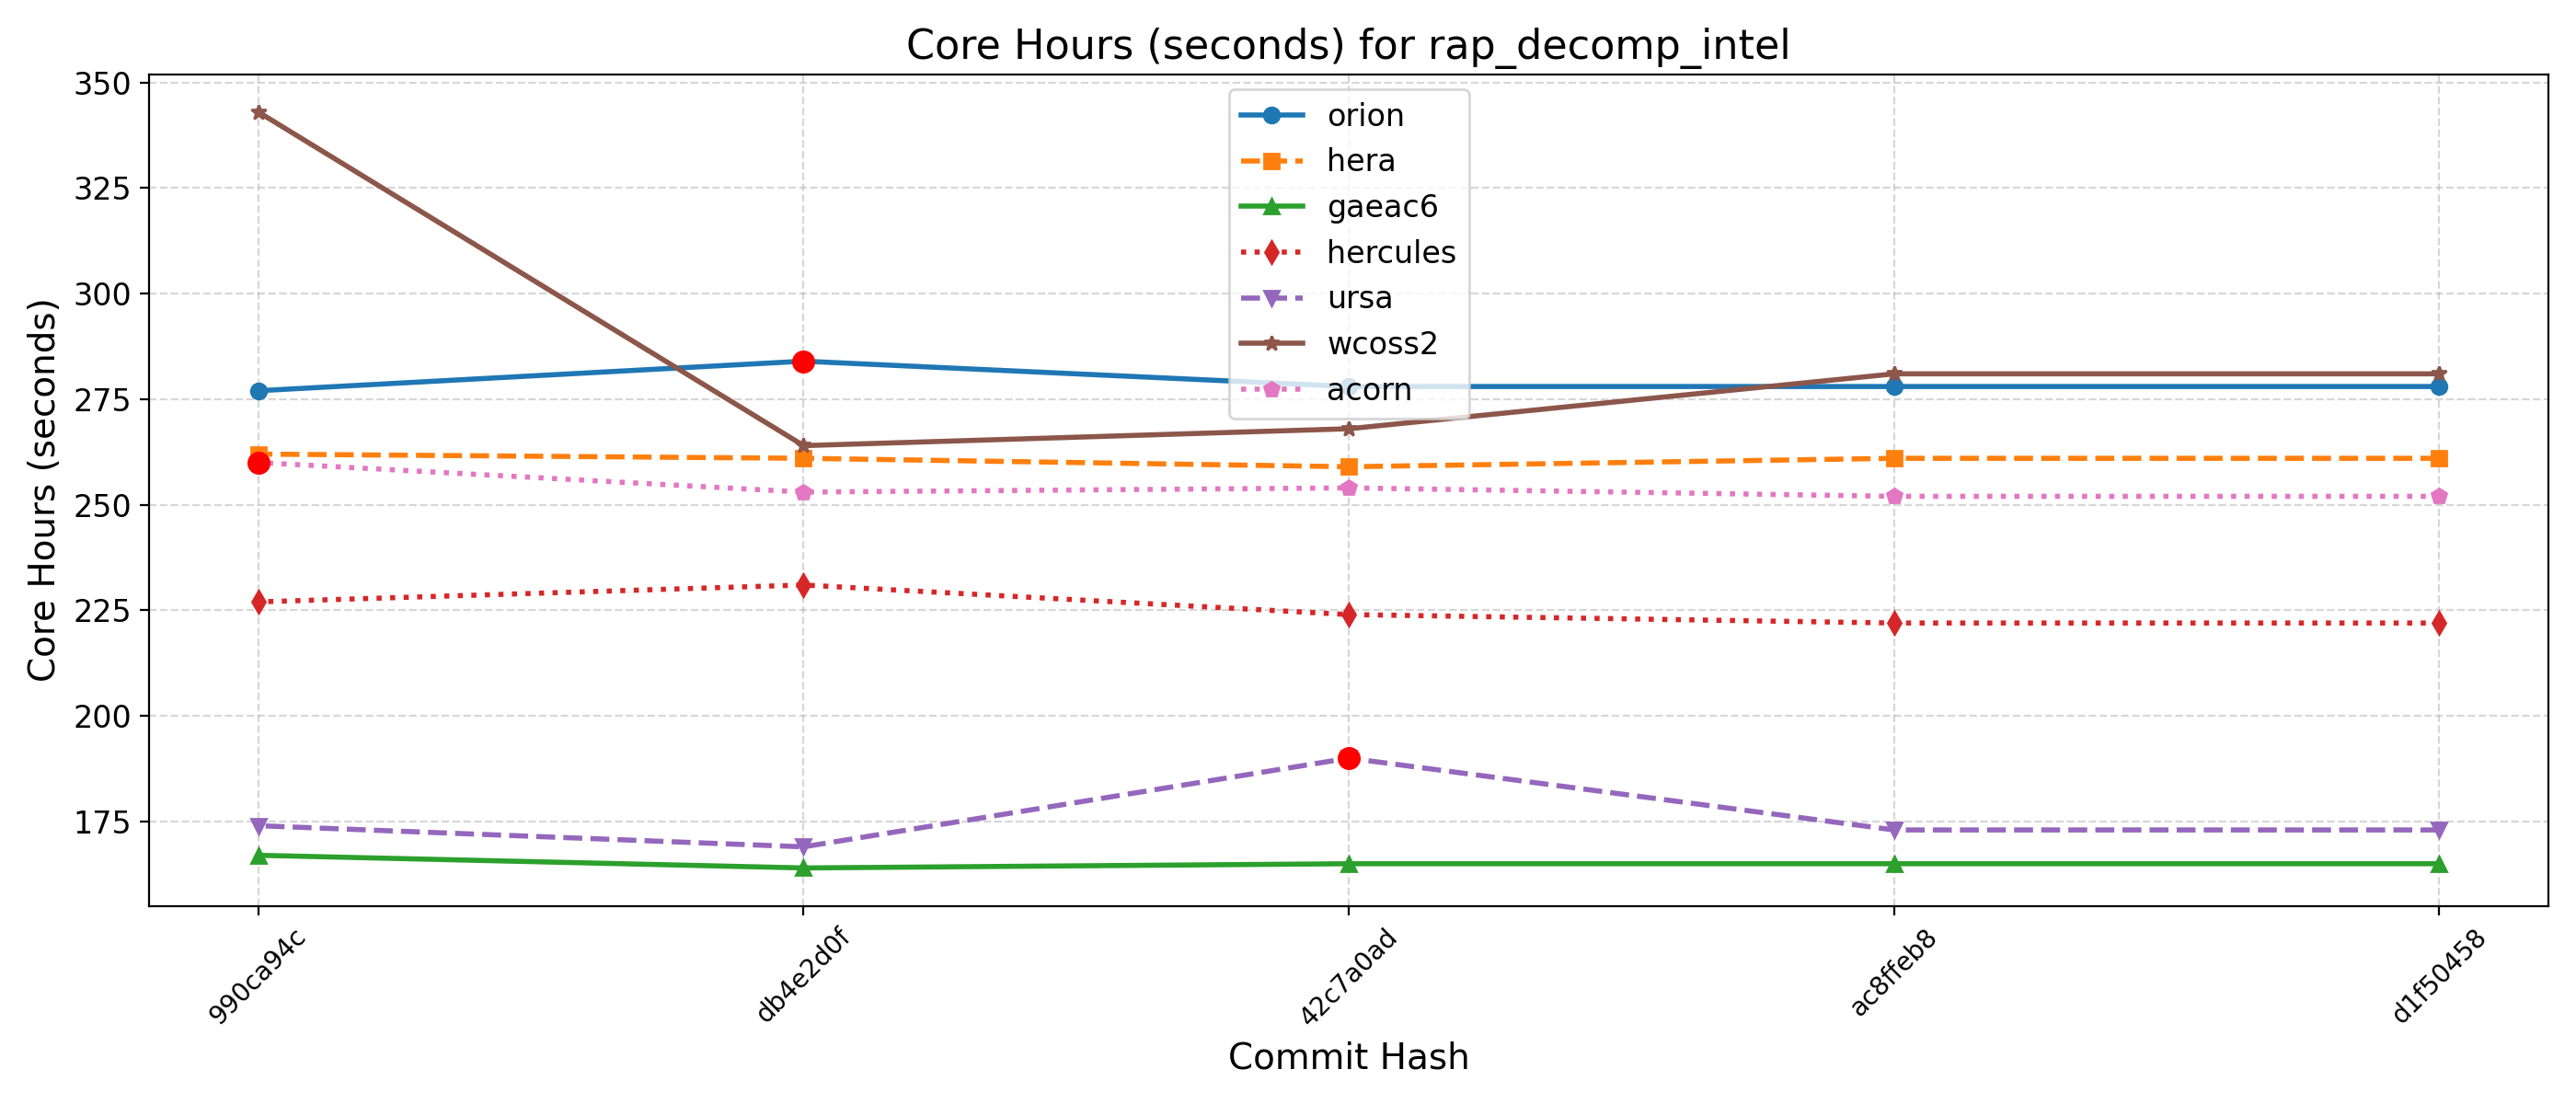 Core Hours (seconds) for rap_decomp_intel
Core Hours (seconds)
350
325
300
275
250
225
200
175
orion
hera
gaeac6
hercules
ursa
wcoss2
acorn
990ca94c
db4e2d0f
42c7a0ad
ac8ffeb8
d1f50458
Commit Hash